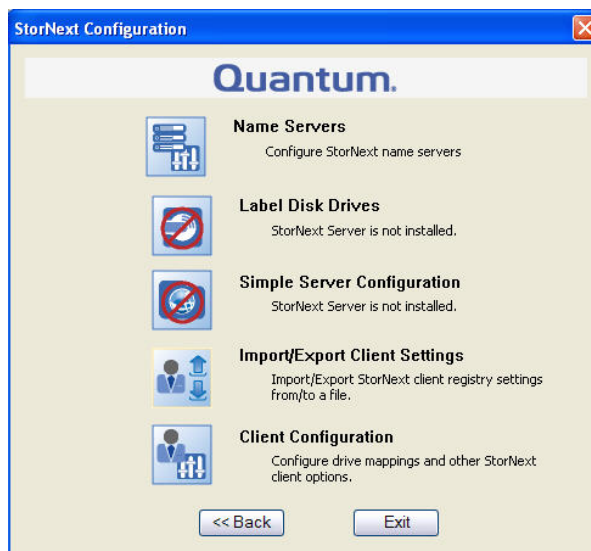 StorNext Configuration
Quantum.
Name Servers
Configure StorNext name servers
Label Disk Drives
StorNext Server is not installed.
Simple Server Configuration
StorNext Server is not installed.
Import/Export Client Settings
Import/Export StorNext client registry settings
from/to a file.
Client Configuration
Configure drive mappings and other StorNext
client options.
<< Back
Exit